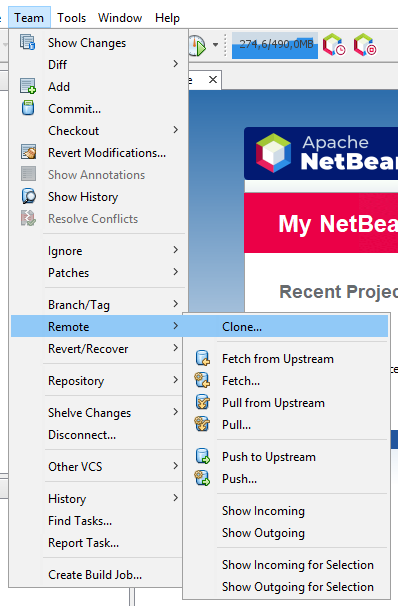 Team Tools Window Help
274,6/490,0MB
Show Changes
Diff
Add
Commit...
Checkout
Revert Modifications...
Show Annotations
Show History
Resolve Conflicts
Ignore
Patches
Branch/Tag
Remote
Revert/Recover
Repository
Shelve Changes
Disconnect...
Other VCS
History
Find Tasks...
Report Task...
Create Build Job...
Clone...
Fetch from Upstream
Fetch...
Pull from Upstream
Pull...
Push to Upstream
Push...
Show Incoming
Show Outgoing
Show Incoming for Selection
Show Outgoing for Selection
Apache
NetBea
My NetBea
Recent Projec